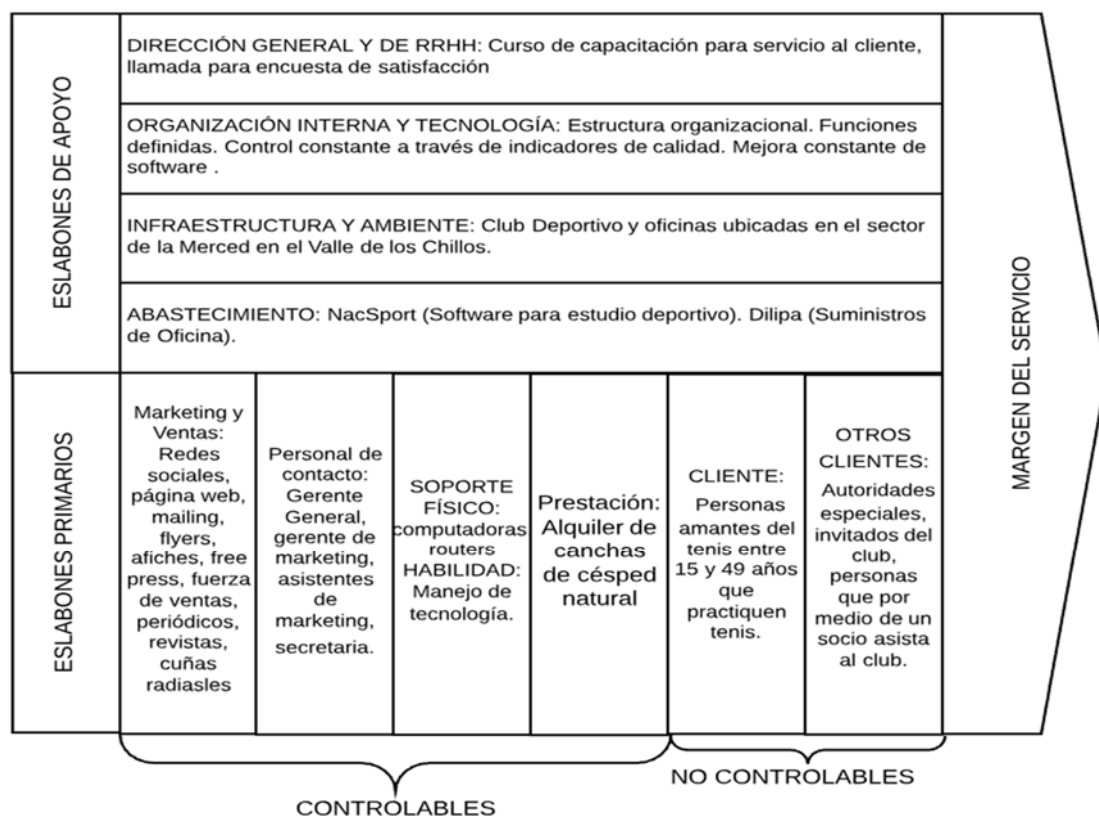 ESLABONES DE APOYO
DIRECCIÓN GENERAL Y DE RRHH: Curso de capacitación para servicio al cliente,
llamada para encuesta de satisfacción
ORGANIZACIÓN INTERNA Y TECNOLOGÍA: Estructura organizacional. Funciones
definidas. Control constante a través de indicadores de calidad. Mejora constante de
software .
INFRAESTRUCTURA Y AMBIENTE: Club Deportivo y oficinas ubicadas en el sector
de la Merced en el Valle de los Chillos.
ABASTECIMIENTO: NacSport (Software para estudio deportivo). Dilipa (Suministros
de Oficina).
ESLABONES PRIMARIOS
Marketing y
Ventas:
Redes
sociales,
página web,
mailing,
flyers,
afiches, free
press, fuerza
de ventas,
periódicos,
revistas,
cuñas
radiasles
Personal de
contacto:
Gerente
General,
gerente de
marketing,
asistentes
de
marketing,
secretaria.
SOPORTE
FÍSICO:
computadoras
routers
HABILIDAD:
Manejo de
tecnología.
Prestación:
Alquiler de
canchas
de césped
natural
CLIENTE:
Personas
amantes del
tenis entre
15 y 49 años
que
practiquen
tenis.
OTROS
CLIENTES:
Autoridades
especiales,
invitados del
club,
personas
que por
medio de un
socio asista
al club.
MARGEN DEL SERVICIO
CONTROLABLES
NO CONTROLABLES